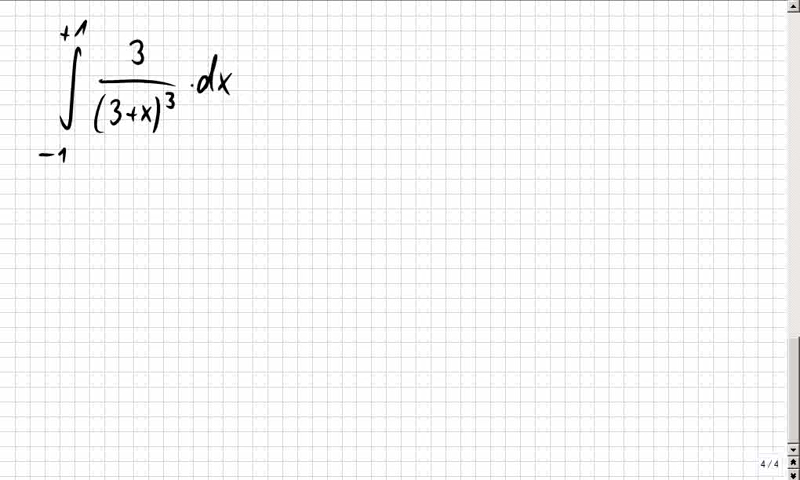 +1
∫ 3/(3+x)³ · dx
-1
4 / 4